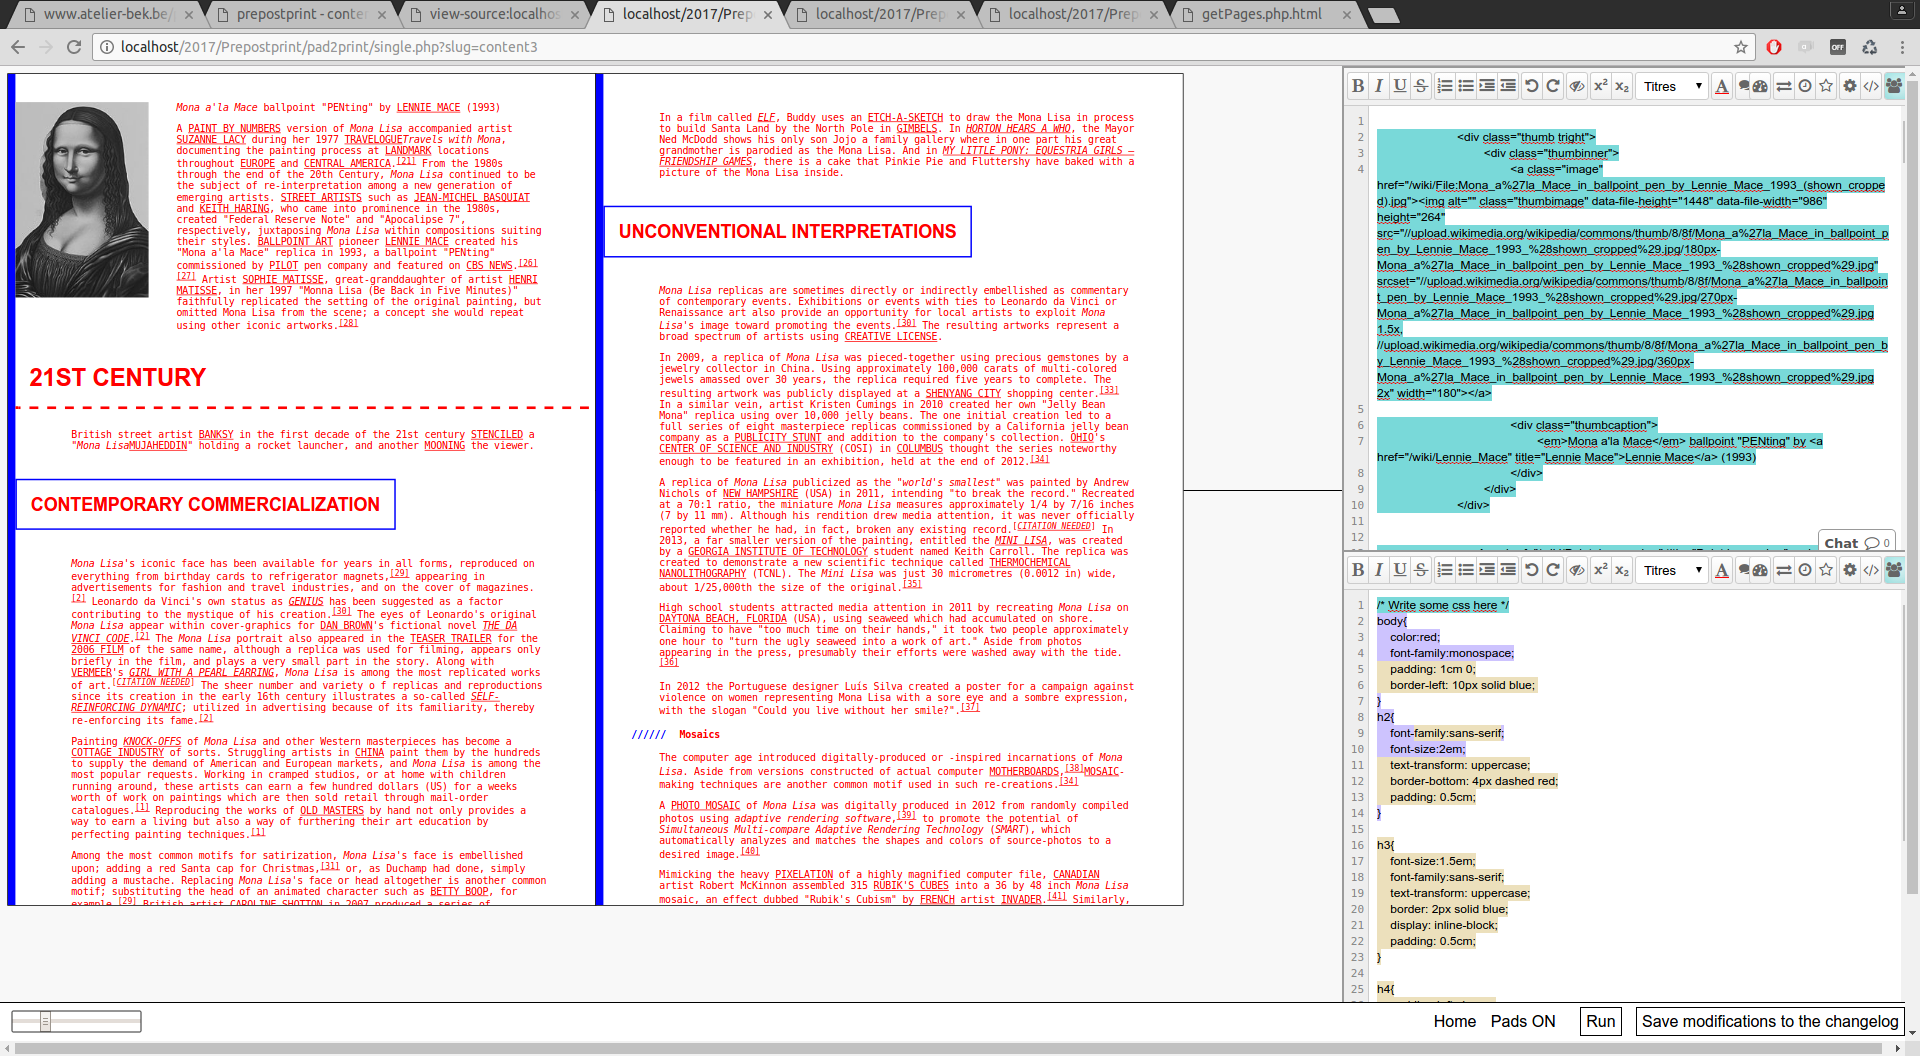 www.atelier-bek.be/
prepostprint - conte
view-source:localhos
localhost/2017/Prep
localhost/2017/Prep
localhost/2017/Prep
getPages.php.html
localhost/2017/Prepostprint/pad2print/single.php?slug=content3
Mona a'la Mace ballpoint "PENting" by LENNIE MACE (1993)
A PAINT BY NUMBERS version of Mona Lisa accompanied artist
SUZANNE LACY during her 1977 TRAVELOGUETravels with Mona,
documenting the painting process at LANDMARK locations
throughout EUROPE and CENTRAL AMERICA.[21] From the 1980s
through the end of the 20th Century, Mona Lisa continued to be
the subject of re-interpretation among a new generation of
emerging artists. STREET ARTISTS such as JEAN-MICHEL BASQUIAT
and KEITH HARING, who came into prominence in the 1980s,
created "Federal Reserve Note" and "Apocalipse 7",
respectively, juxtaposing Mona Lisa within compositions suiting
their styles. BALLPOINT ART pioneer LENNIE MACE created his
"Mona a'la Mace" replica in 1993, a ballpoint "PENting"
commissioned by PILOT pen company and featured on CBS NEWS.[26]
[27] Artist SOPHIE MATISSE, great-granddaughter of artist HENRI
MATISSE, in her 1997 "Monna Lisa (Be Back in Five Minutes)"
faithfully replicated the setting of the original painting, but
omitted Mona Lisa from the scene; a concept she would repeat
using other iconic artworks.[28]
21ST CENTURY
British street artist BANKSY in the first decade of the 21st century STENCILED a
"Mona LisaMUJAHEDDIN" holding a rocket launcher, and another MOONING the viewer.
CONTEMPORARY COMMERCIALIZATION
Mona Lisa's iconic face has been available for years in all forms, reproduced on
everything from birthday cards to refrigerator magnets,[29] appearing in
advertisements for fashion and travel industries, and on the cover of magazines.
[2] Leonardo da Vinci's own status as GENIUS has been suggested as a factor
contributing to the mystique of his creation.[30] The eyes of Leonardo's original
Mona Lisa appear within cover-graphics for DAN BROWN's fictional novel THE DA
VINCI CODE.[2] The Mona Lisa portrait also appeared in the TEASER TRAILER for the
2006 FILM of the same name, although a replica was used for filming, appears only
briefly in the film, and plays a very small part in the story. Along with
VERMEER's GIRL WITH A PEARL EARRING, Mona Lisa is among the most replicated works
of art.[CITATION NEEDED] The sheer number and variety o f replicas and reproductions
since its creation in the early 16th century illustrates a so-called SELF-
REINFORCING DYNAMIC; utilized in advertising because of its familiarity, thereby
re-enforcing its fame.[2]
Painting KNOCK-OFFS of Mona Lisa and other Western masterpieces has become a
COTTAGE INDUSTRY of sorts. Struggling artists in CHINA paint them by the hundreds
to supply the demand of American and European markets, and Mona Lisa is among the
most popular requests. Working in cramped studios, or at home with children
running around, these artists can earn a few hundred dollars (US) for a weeks
worth of work on paintings which are then sold retail through mail-order
catalogues.[1] Reproducing the works of OLD MASTERS by hand not only provides a
way to earn a living but also a way of furthering their art education by
perfecting painting techniques.[1]
Among the most common motifs for satirization, Mona Lisa's face is embellished
upon; adding a red Santa cap for Christmas,[31] or, as Duchamp had done, simply
adding a mustache. Replacing Mona Lisa's face or head altogether is another common
motif; substituting the head of an animated character such as BETTY BOOP, for
example.[29] British artist CAROLINE SHOTTON in 2007 produced a series of
In a film called ELF, Buddy uses an ETCH-A-SKETCH to draw the Mona Lisa in process
to build Santa Land by the North Pole in GIMBELS. In HORTON HEARS A WHO, the Mayor
Ned McDodd shows his only son Jojo a family gallery where in one part his great
grandmother is parodied as the Mona Lisa. And in MY LITTLE PONY: EQUESTRIA GIRLS –
FRIENDSHIP GAMES, there is a cake that Pinkie Pie and Fluttershy have baked with a
picture of the Mona Lisa inside.
UNCONVENTIONAL INTERPRETATIONS
Mona Lisa replicas are sometimes directly or indirectly embellished as commentary
of contemporary events. Exhibitions or events with ties to Leonardo da Vinci or
Renaissance art also provide an opportunity for local artists to exploit Mona
Lisa's image toward promoting the events.[30] The resulting artworks represent a
broad spectrum of artists using CREATIVE LICENSE.
In 2009, a replica of Mona Lisa was pieced-together using precious gemstones by a
jewelry collector in China. Using approximately 100,000 carats of multi-colored
jewels amassed over 30 years, the replica required five years to complete. The
resulting artwork was publicly displayed at a SHENYANG CITY shopping center.[33]
In a similar vein, artist Kristen Cumings in 2010 created her own "Jelly Bean
Mona" replica using over 10,000 jelly beans. The one initial creation led to a
full series of eight masterpiece replicas commissioned by a California jelly bean
company as a PUBLICITY STUNT and addition to the company's collection. OHIO's
CENTER OF SCIENCE AND INDUSTRY (COSI) in COLUMBUS thought the series noteworthy
enough to be featured in an exhibition, held at the end of 2012.[34]
A replica of Mona Lisa publicized as the "world's smallest" was painted by Andrew
Nichols of NEW HAMPSHIRE (USA) in 2011, intending "to break the record." Recreated
at a 70:1 ratio, the miniature Mona Lisa measures approximately 1/4 by 7/16 inches
(7 by 11 mm). Although his rendition drew media attention, it was never officially
reported whether he had, in fact, broken any existing record.[CITATION NEEDED] In
2013, a far smaller version of the painting, entitled the MINI LISA, was created
by a GEORGIA INSTITUTE OF TECHNOLOGY student named Keith Carroll. The replica was
created to demonstrate a new scientific technique called THERMOCHEMICAL
NANOLITHOGRAPHY (TCNL). The Mini Lisa was just 30 micrometres (0.0012 in) wide,
about 1/25,000th the size of the original.[35]
High school students attracted media attention in 2011 by recreating Mona Lisa on
DAYTONA BEACH, FLORIDA (USA), using seaweed which had accumulated on shore.
Claiming to have "too much time on their hands," it took two people approximately
one hour to "turn the ugly seaweed into a work of art." Aside from photos
appearing in the press, presumably their efforts were washed away with the tide.
[36]
In 2012 the Portuguese designer Luís Silva created a poster for a campaign against
violence on women representing Mona Lisa with a sore eye and a sombre expression,
with the slogan "Could you live without her smile?".[37]
////// Mosaics
The computer age introduced digitally-produced or -inspired incarnations of Mona
Lisa. Aside from versions constructed of actual computer MOTHERBOARDS,[38]MOSAIC-
making techniques are another common motif used in such re-creations.[34]
A PHOTO MOSAIC of Mona Lisa was digitally produced in 2012 from randomly compiled
photos using adaptive rendering software,[39] to promote the potential of
Simultaneous Multi-compare Adaptive Rendering Technology (SMART), which
automatically analyzes and matches the shapes and colors of source-photos to a
desired image.[40]
Mimicking the heavy PIXELATION of a highly magnified computer file, CANADIAN
artist Robert McKinnon assembled 315 RUBIK'S CUBES into a 36 by 48 inch Mona Lisa
mosaic, an effect dubbed "Rubik's Cubism" by FRENCH artist INVADER.[41] Similarly,
B I U S x² x₂ Titres A
1
2 <div class="thumb tright">
3 <div class="thumbinner">
4 <a class="image"
href="/wiki/File:Mona_a%27la_Mace_in_ballpoint_pen_by_Lennie_Mace_1993_(shown_croppe
d).jpg"><img alt="" class="thumbimage" data-file-height="1448" data-file-width="986"
height="264"
src="//upload.wikimedia.org/wikipedia/commons/thumb/8/8f/Mona_a%27la_Mace_in_ballpoint_p
en_by_Lennie_Mace_1993_%28shown_cropped%29.jpg/180px-
Mona_a%27la_Mace_in_ballpoint_pen_by_Lennie_Mace_1993_%28shown_cropped%29.jpg"
srcset="//upload.wikimedia.org/wikipedia/commons/thumb/8/8f/Mona_a%27la_Mace_in_ballpoin
t_pen_by_Lennie_Mace_1993_%28shown_cropped%29.jpg/270px-
Mona_a%27la_Mace_in_ballpoint_pen_by_Lennie_Mace_1993_%28shown_cropped%29.jpg
1.5x,
//upload.wikimedia.org/wikipedia/commons/thumb/8/8f/Mona_a%27la_Mace_in_ballpoint_pen_b
y_Lennie_Mace_1993_%28shown_cropped%29.jpg/360px-
Mona_a%27la_Mace_in_ballpoint_pen_by_Lennie_Mace_1993_%28shown_cropped%29.jpg
2x" width="180"></a>
5
6 <div class="thumbcaption">
7 <em>Mona a'la Mace</em> ballpoint "PENting" by <a
href="/wiki/Lennie_Mace" title="Lennie Mace">Lennie Mace</a> (1993)
8 </div>
9 </div>
10 </div>
11
12
Chat 0
B I U S x² x₂ Titres A
1 /* Write some css here */
2 body{
3 color:red;
4 font-family:monospace;
5 padding: 1cm 0;
6 border-left: 10px solid blue;
7 }
8 h2{
9 font-family:sans-serif;
10 font-size:2em;
11 text-transform: uppercase;
12 border-bottom: 4px dashed red;
13 padding: 0.5cm;
14 }
15
16 h3{
17 font-size:1.5em;
18 font-family:sans-serif;
19 text-transform: uppercase;
20 border: 2px solid blue;
21 display: inline-block;
22 padding: 0.5cm;
23 }
24
25 h4{
Home Pads ON Run Save modifications to the changelog